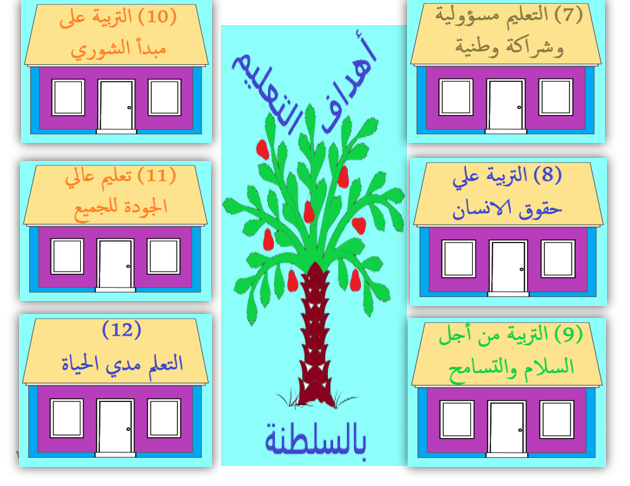 أهداف التعليم
بالسلطنة
(7) التعليم مسؤولية
وشراكة وطنية
(8) التربية علي
حقوق الانسان
(9) التربية من أجل
السلام والتسامح
(10) التربية على
مبدأ الشوري
(11) تعليم عالي
الجودة للجميع
(12)
التعلم مدي الحياة